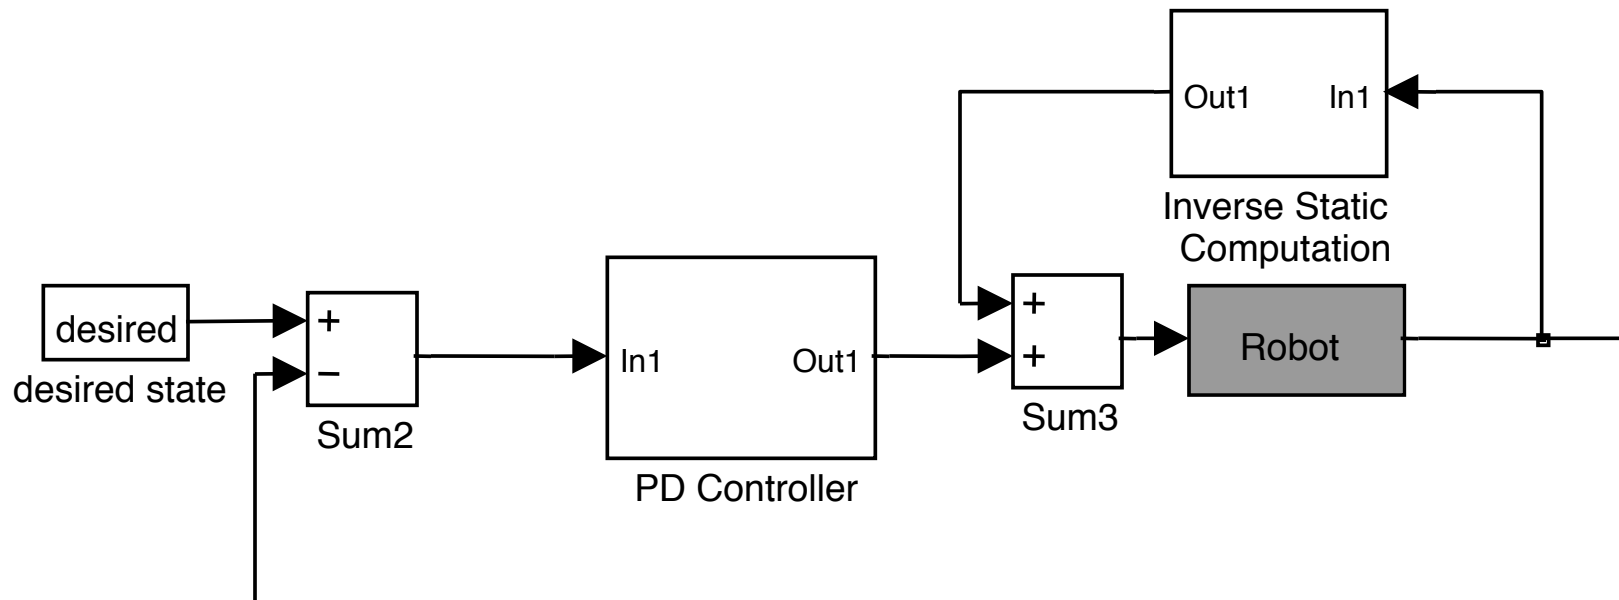 Out1
In1
Inverse Static
Computation
desired
desired state
+
−
Sum2
In1
Out1
PD Controller
+
+
Sum3
Robot